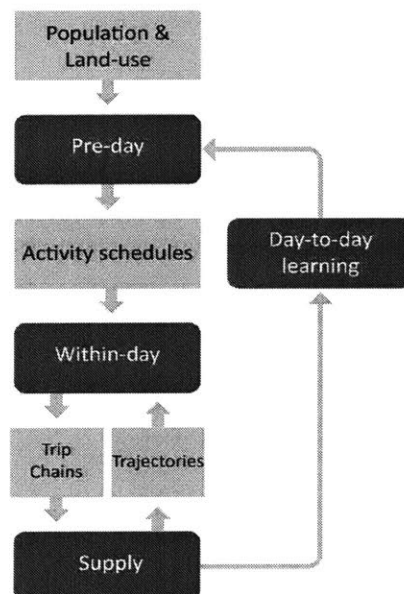 Population &
Land-use
Pre-day
Activity schedules
Day-to-day
learning
Within-day
Trip
Chains
Trajectories
Supply